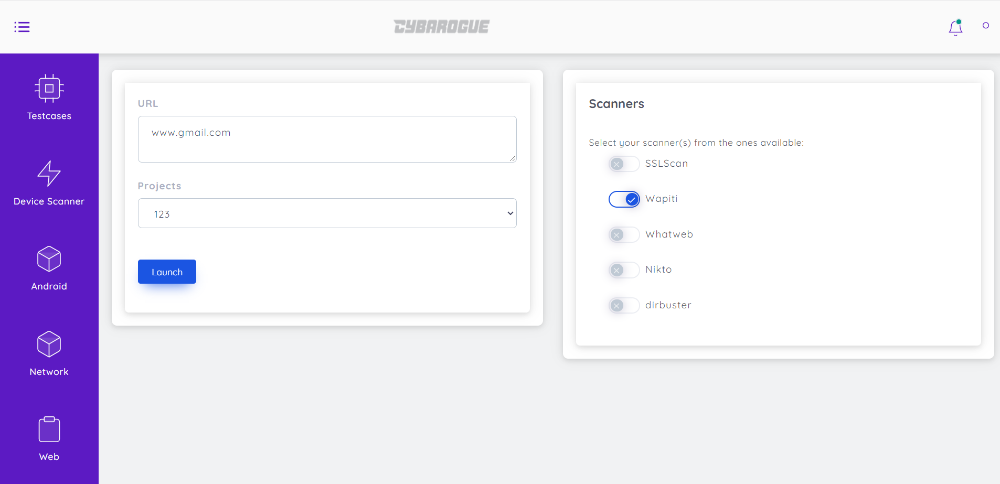 CYBAROGUE
Testcases
Device Scanner
Android
Network
Web
URL
www.gmail.com
Projects
123
Launch
Scanners
Select your scanner(s) from the ones available:
SSLScan
Wapiti
Whatweb
Nikto
dirbuster